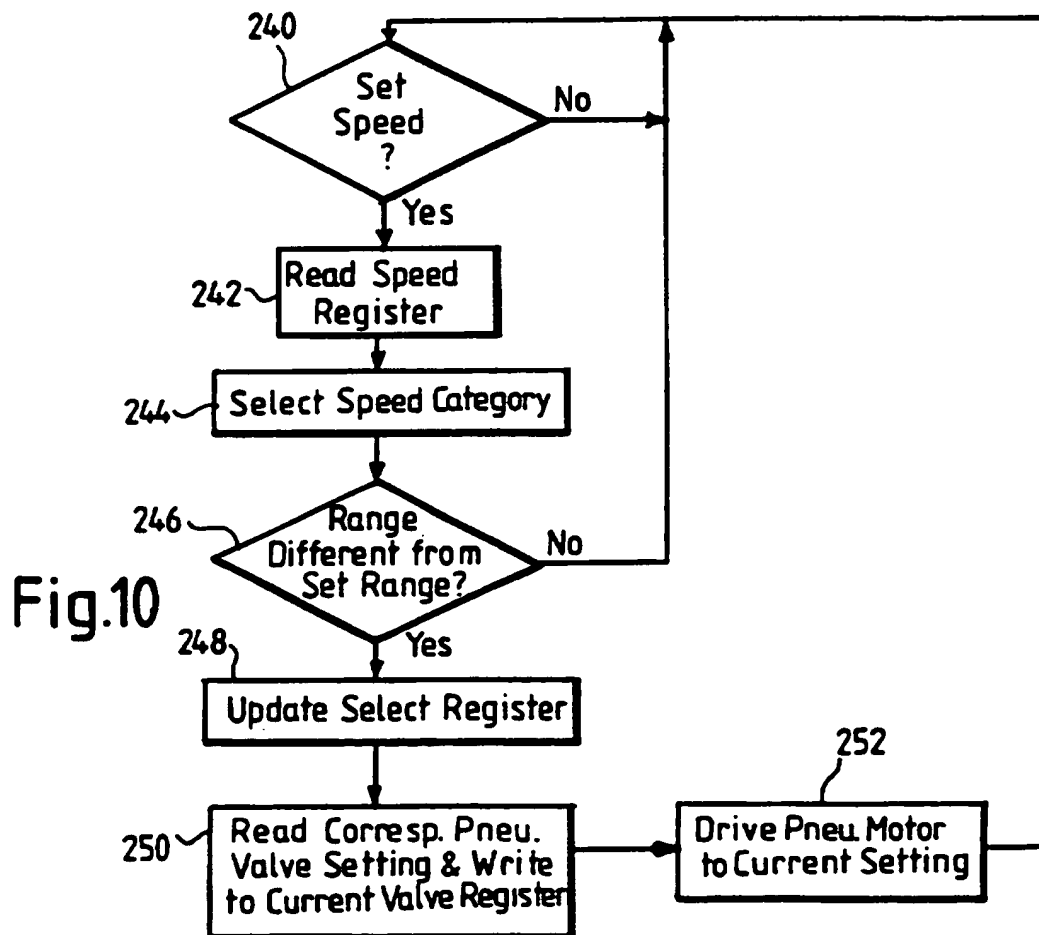 240
Set
Speed
?
No
Yes
242
Read Speed
Register
244
Select Speed Category
246
Range
Different from
Set Range?
No
Fig.10
Yes
248
Update Select Register
252
250
Read Corresp. Pneu.
Valve Setting & Write
to Current Valve Register
Drive Pneu. Motor
to Current Setting